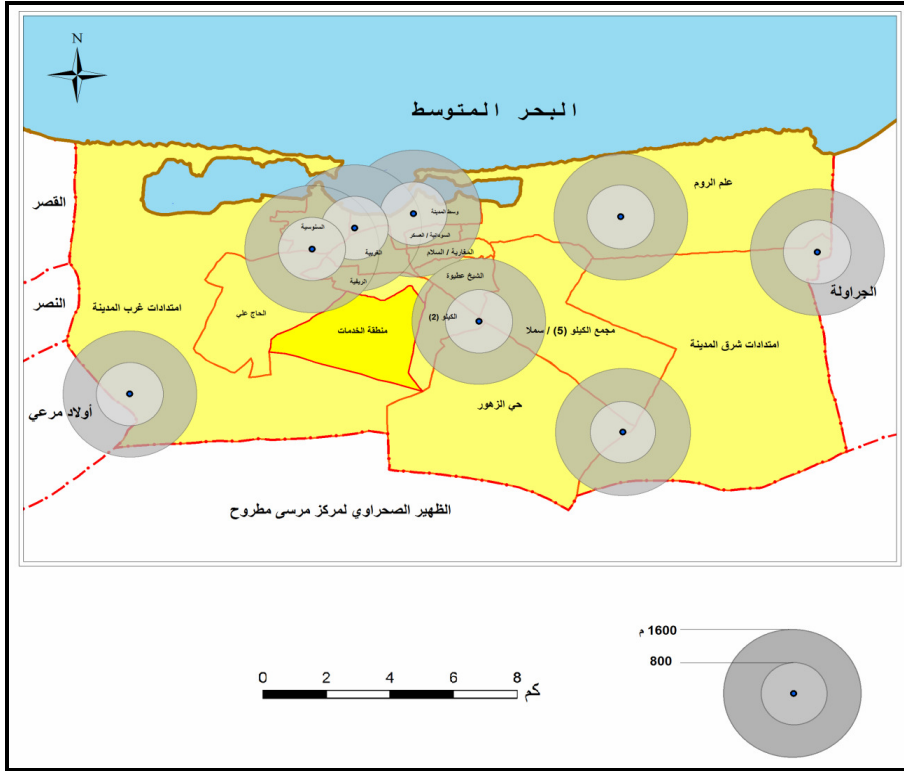 N
البحر المتوسط
علم الروم
القصر
وسط المدينة
السنوسية
السودانية / العسكر
الغربية
المغاربة / السلام
الجراولة
الشيخ عطيوة
الريفية
النصر
امتدادات غرب المدينة
الحاج علي
الكيلو (2)
منطقة الخدمات
مجمع الكيلو (5) / سملا
امتدادات شرق المدينة
أولاد مرعي
حي الزهور
الظهير الصحراوي لمركز مرسى مطروح
1600 م
800
0 2 4 6 8
كم